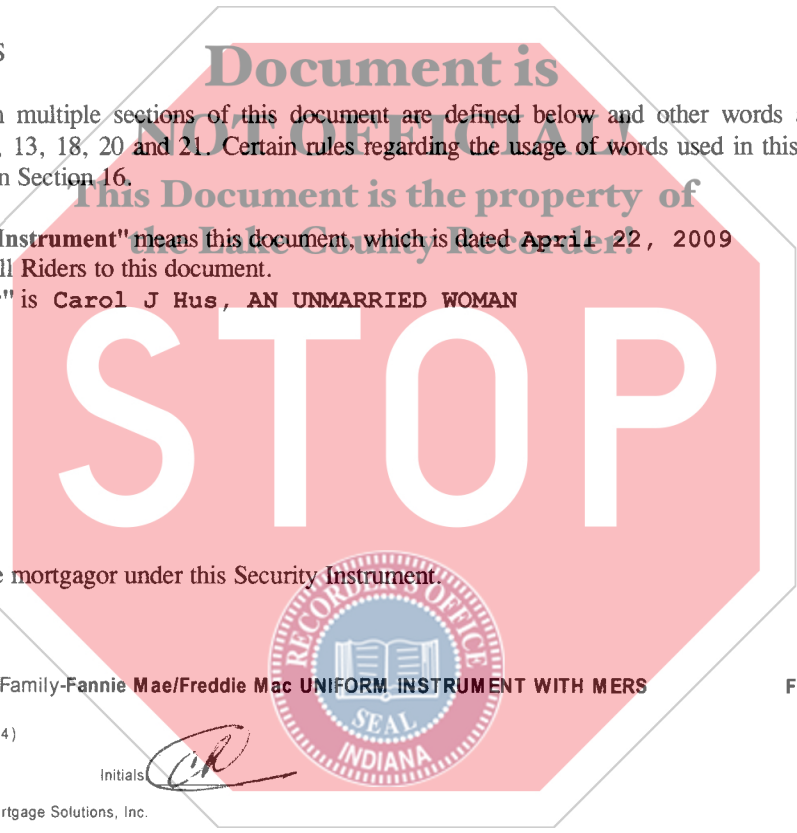 S
Document is
multiple sections of this document are defined below and other words
NOT OFFICIAL!
, 13, 18, 20 and 21. Certain rules regarding the usage of words used in this
n Section 16.
This Document is the property of
the Lake County Recorder!
Instrument" means this document, which is dated April 22, 2009
ll Riders to this document.
" is Carol J Hus, AN UNMARRIED WOMAN
STOP
e mortgagor under this Security Instrument.
RECORDER'S OFFICE
Family-Fannie Mae/Freddie Mac UNIFORM INSTRUMENT WITH MERS F
4)
SEAL
INDIANA
Initials
rtgage Solutions, Inc.